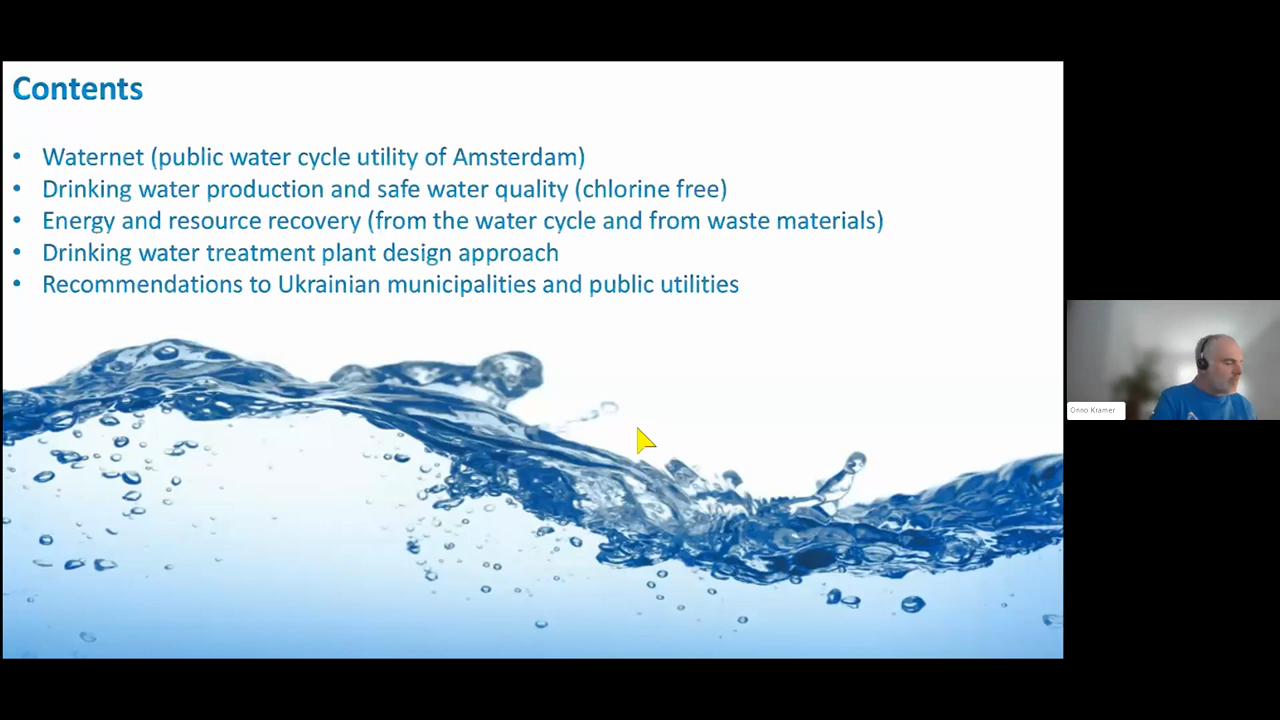 Contents
• Waternet (public water cycle utility of Amsterdam)
• Drinking water production and safe water quality (chlorine free)
• Energy and resource recovery (from the water cycle and from waste materials)
• Drinking water treatment plant design approach
• Recommendations to Ukrainian municipalities and public utilities
Onno Kramer